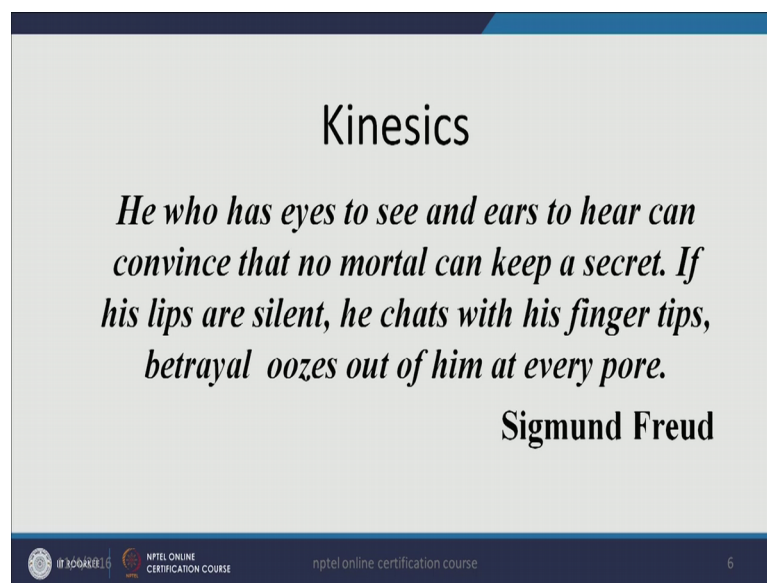 Kinesics
He who has eyes to see and ears to hear can
convince that no mortal can keep a secret. If
his lips are silent, he chats with his finger tips,
betrayal oozes out of him at every pore.
Sigmund Freud
NPTEL ONLINE
CERTIFICATION COURSE
nptel online certification course
6